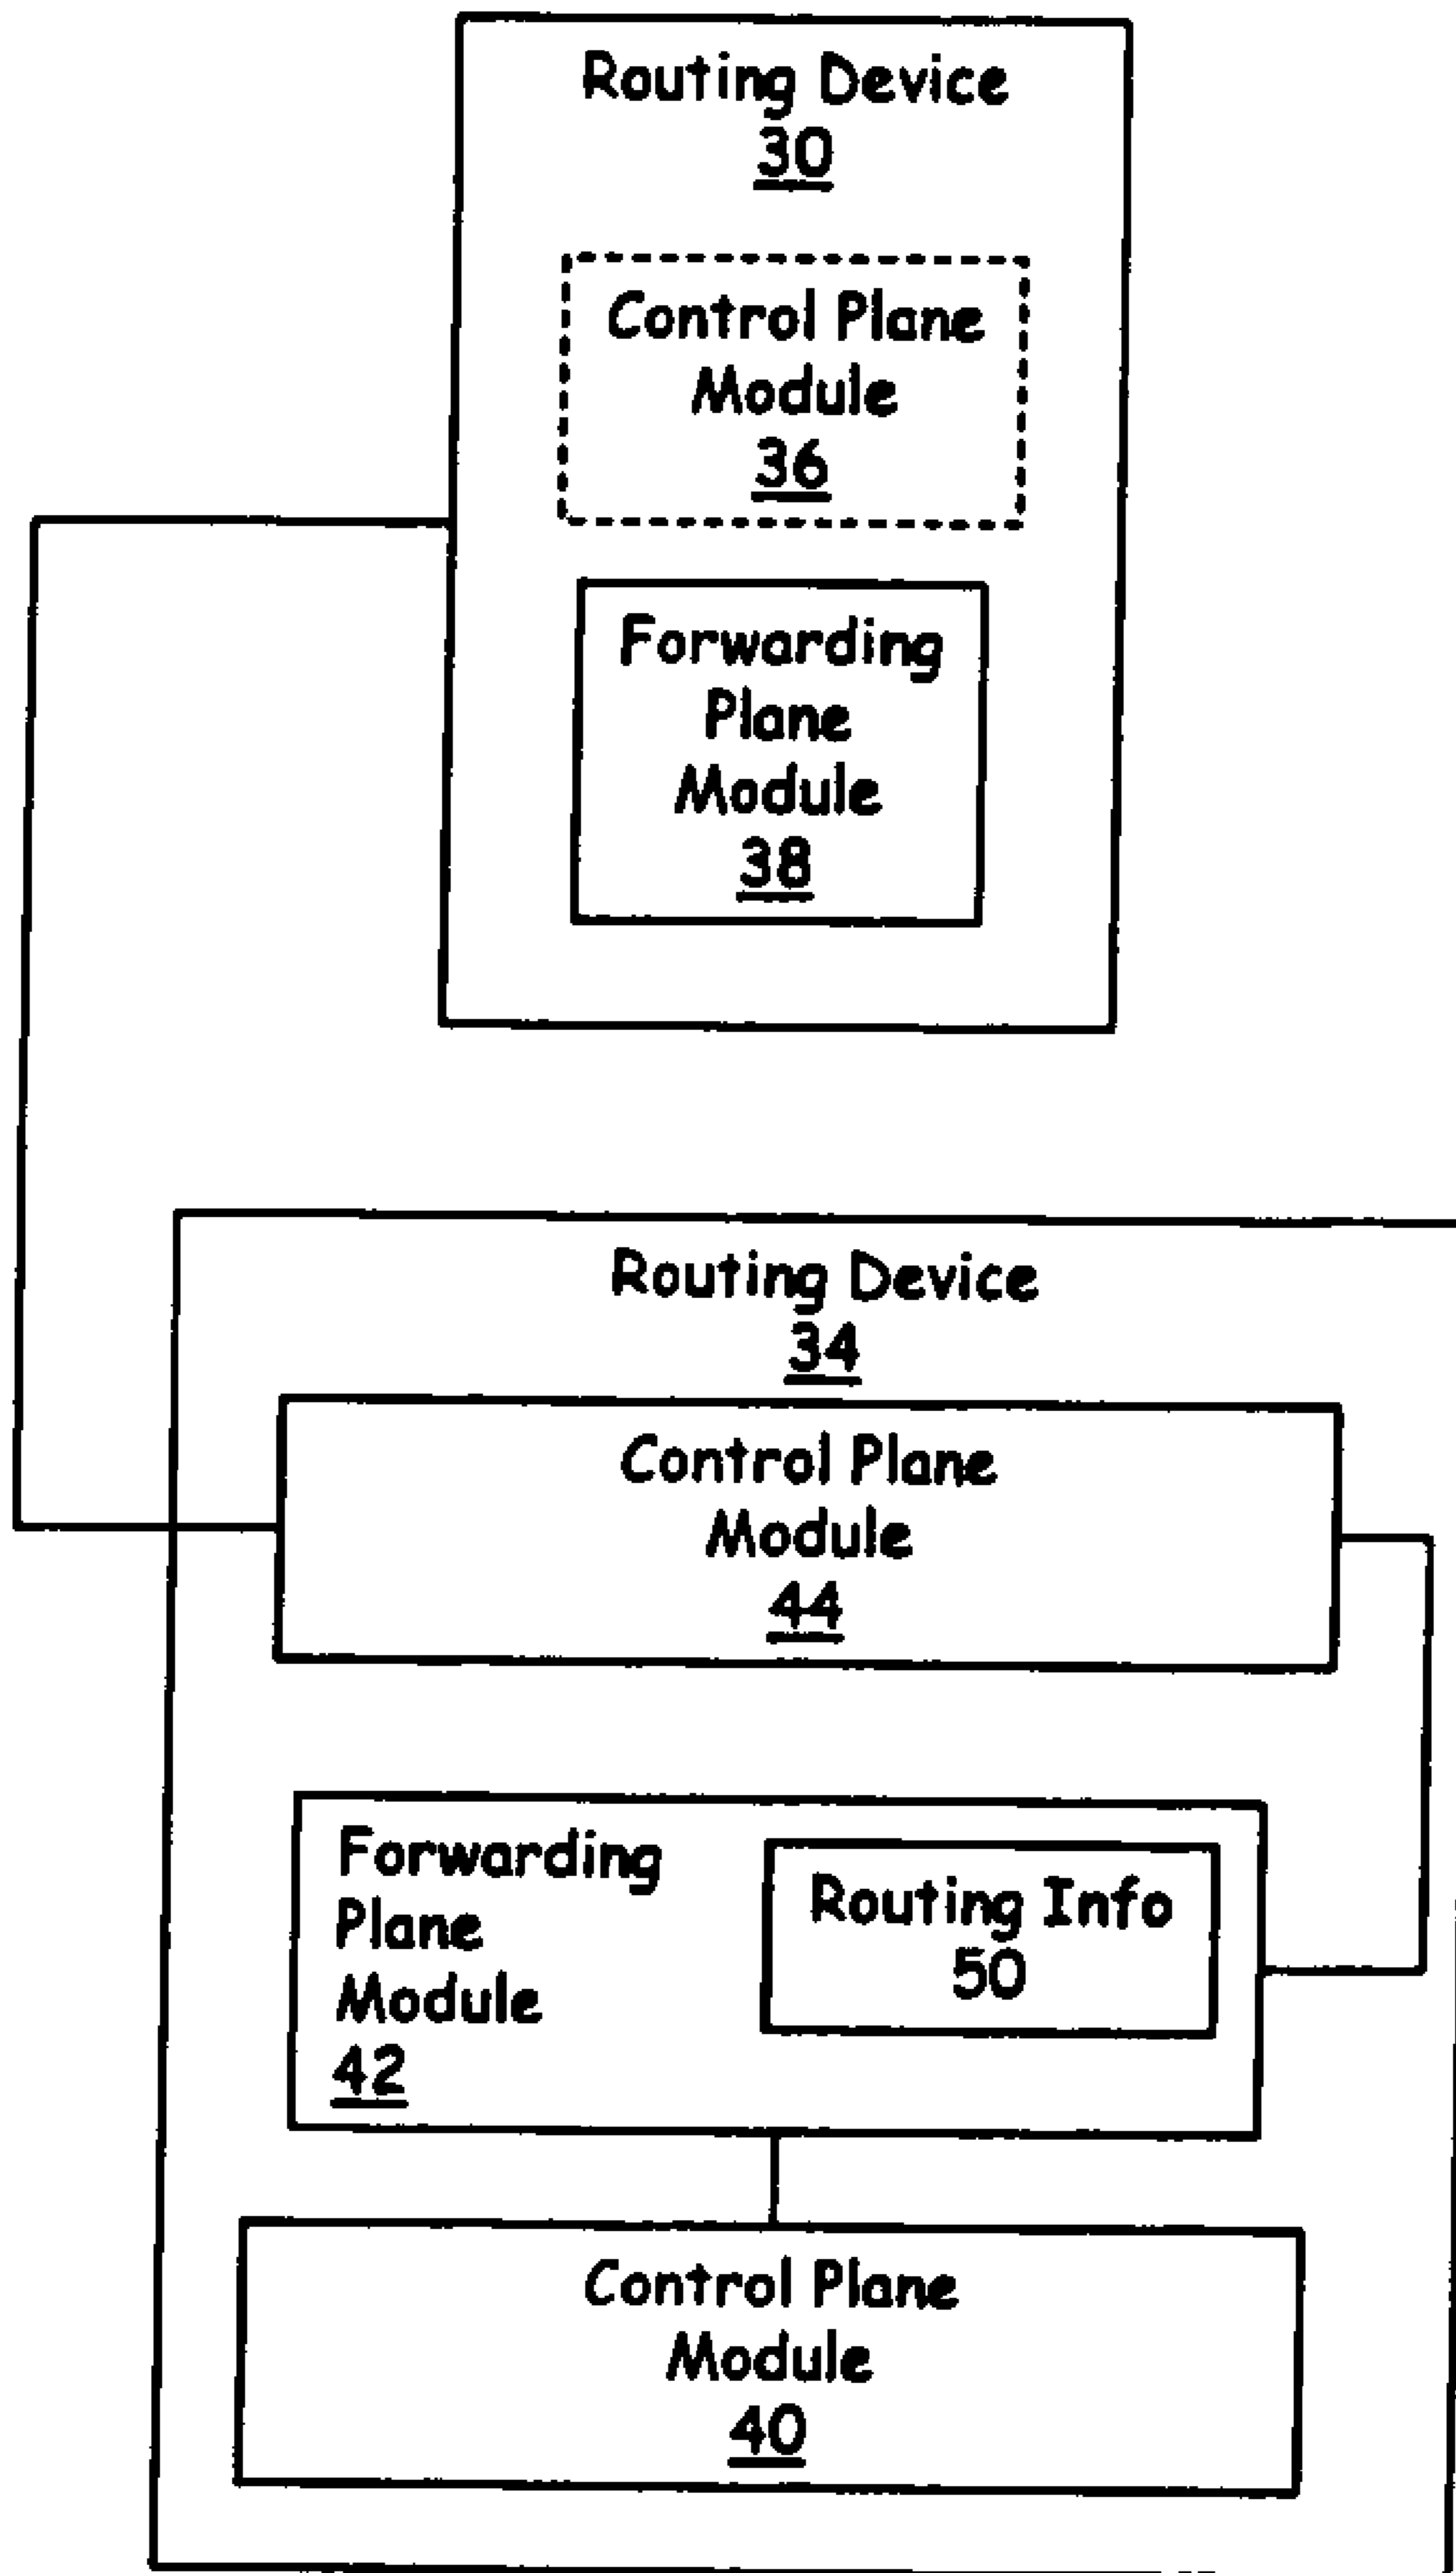 Routing Device
30
Control Plane
Module
36
Forwarding
Plane
Module
38
Routing Device
34
Control Plane
Module
44
Forwarding
Plane
Module
42
Routing Info
50
Control Plane
Module
40